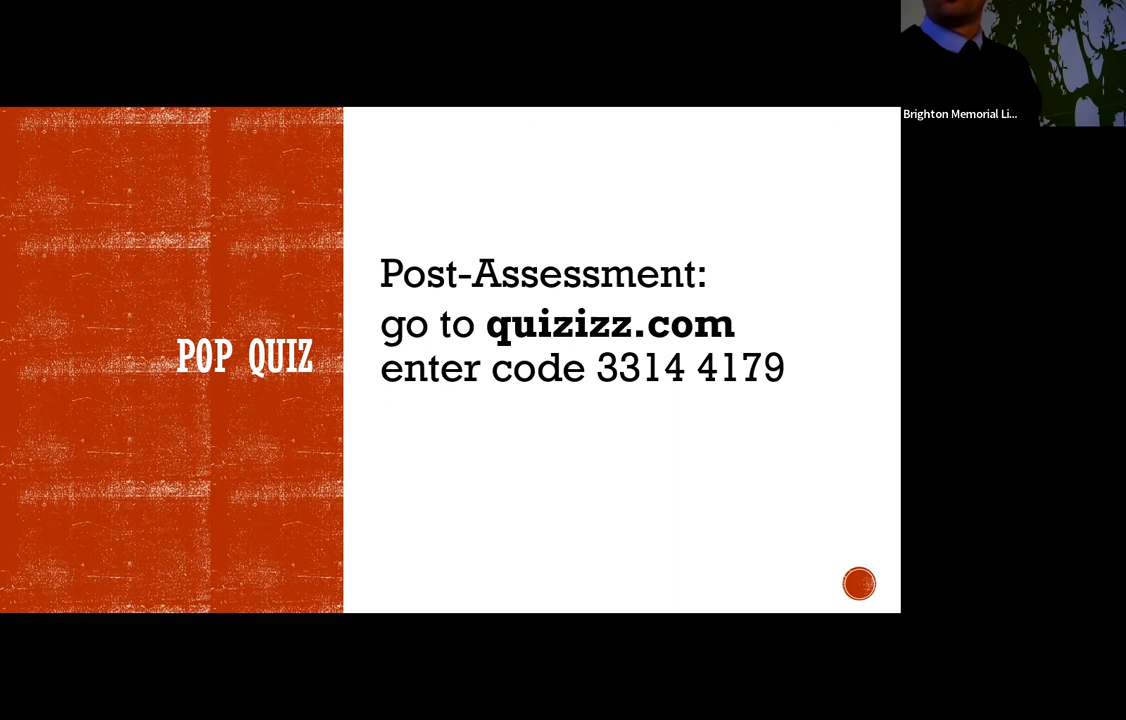 Brighton Memorial Li...
POP QUIZ
Post-Assessment:
go to quizizz.com
enter code 3314 4179